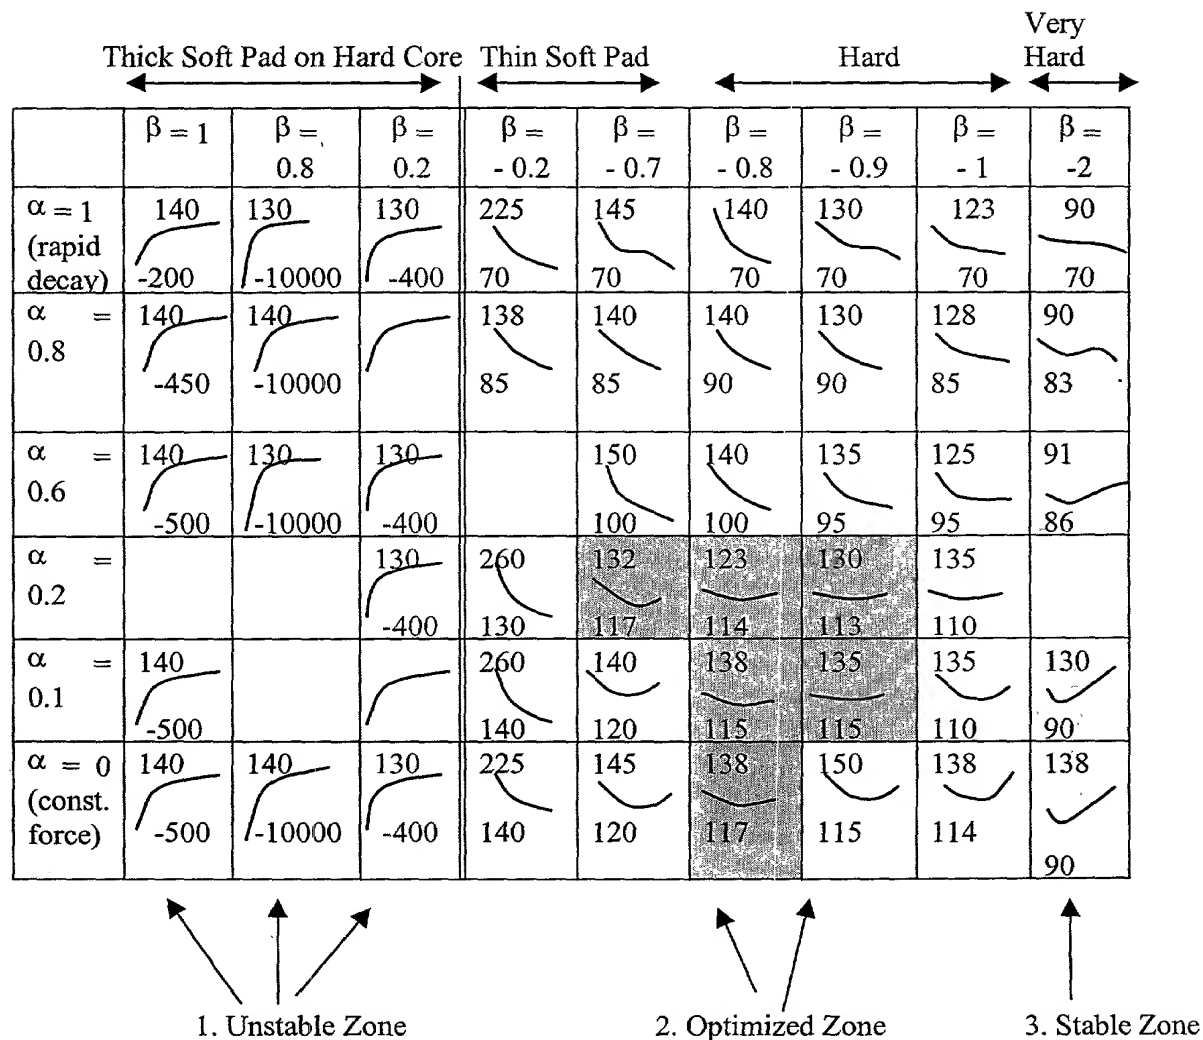 Very
Thick Soft Pad on Hard Core Thin Soft Pad Hard Hard
β = 1 β = 0.8 β = 0.2 β = - 0.2 β = - 0.7 β = - 0.8 β = - 0.9 β = - 1 β = -2
α = 1 140 130 130 225 145 140 130 123 90
(rapid
decay) -200 -10000 -400 70 70 70 70 70 70
α = 140 140 138 140 140 130 128 90
0.8
-450 -10000 85 85 90 90 85 83
α = 140 130 130 150 140 135 125 91
0.6
-500 -10000 -400 100 100 95 95 86
α = 130 260 132 123 130 135
0.2
-400 130 117 114 113 110
α = 140 260 140 138 135 135 130
0.1
-500 140 120 115 115 110 90
α = 0 140 140 130 225 145 138 150 138 138
(const.
force) -500 -10000 -400 140 120 117 115 114
90
1. Unstable Zone 2. Optimized Zone 3. Stable Zone